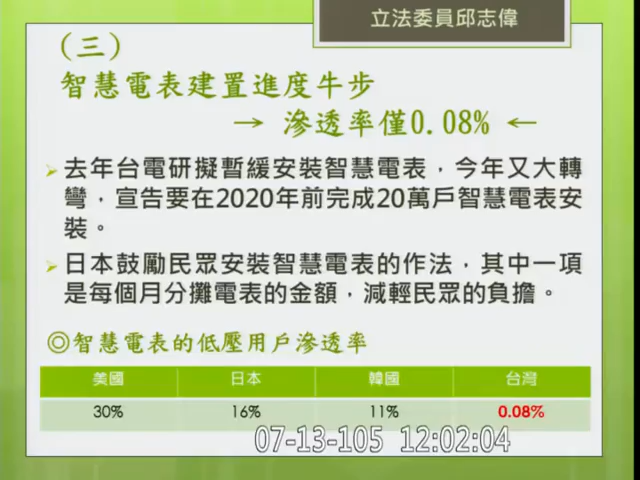 立法委員邱志偉
(三)
智慧電表建置進度牛步
→ 滲透率僅0.08% ←
去年台電研擬暫緩安裝智慧電表，今年又大轉
彎，宣告要在2020年前完成20萬戶智慧電表安
裝。
日本鼓勵民眾安裝智慧電表的作法，其中一項
是每個月分攤電表的金額，減輕民眾的負擔。
◎智慧電表的低壓用戶滲透率
美國 日本 韓國 台灣
30% 16% 11% 0.08%
07-13-105 12:02:04